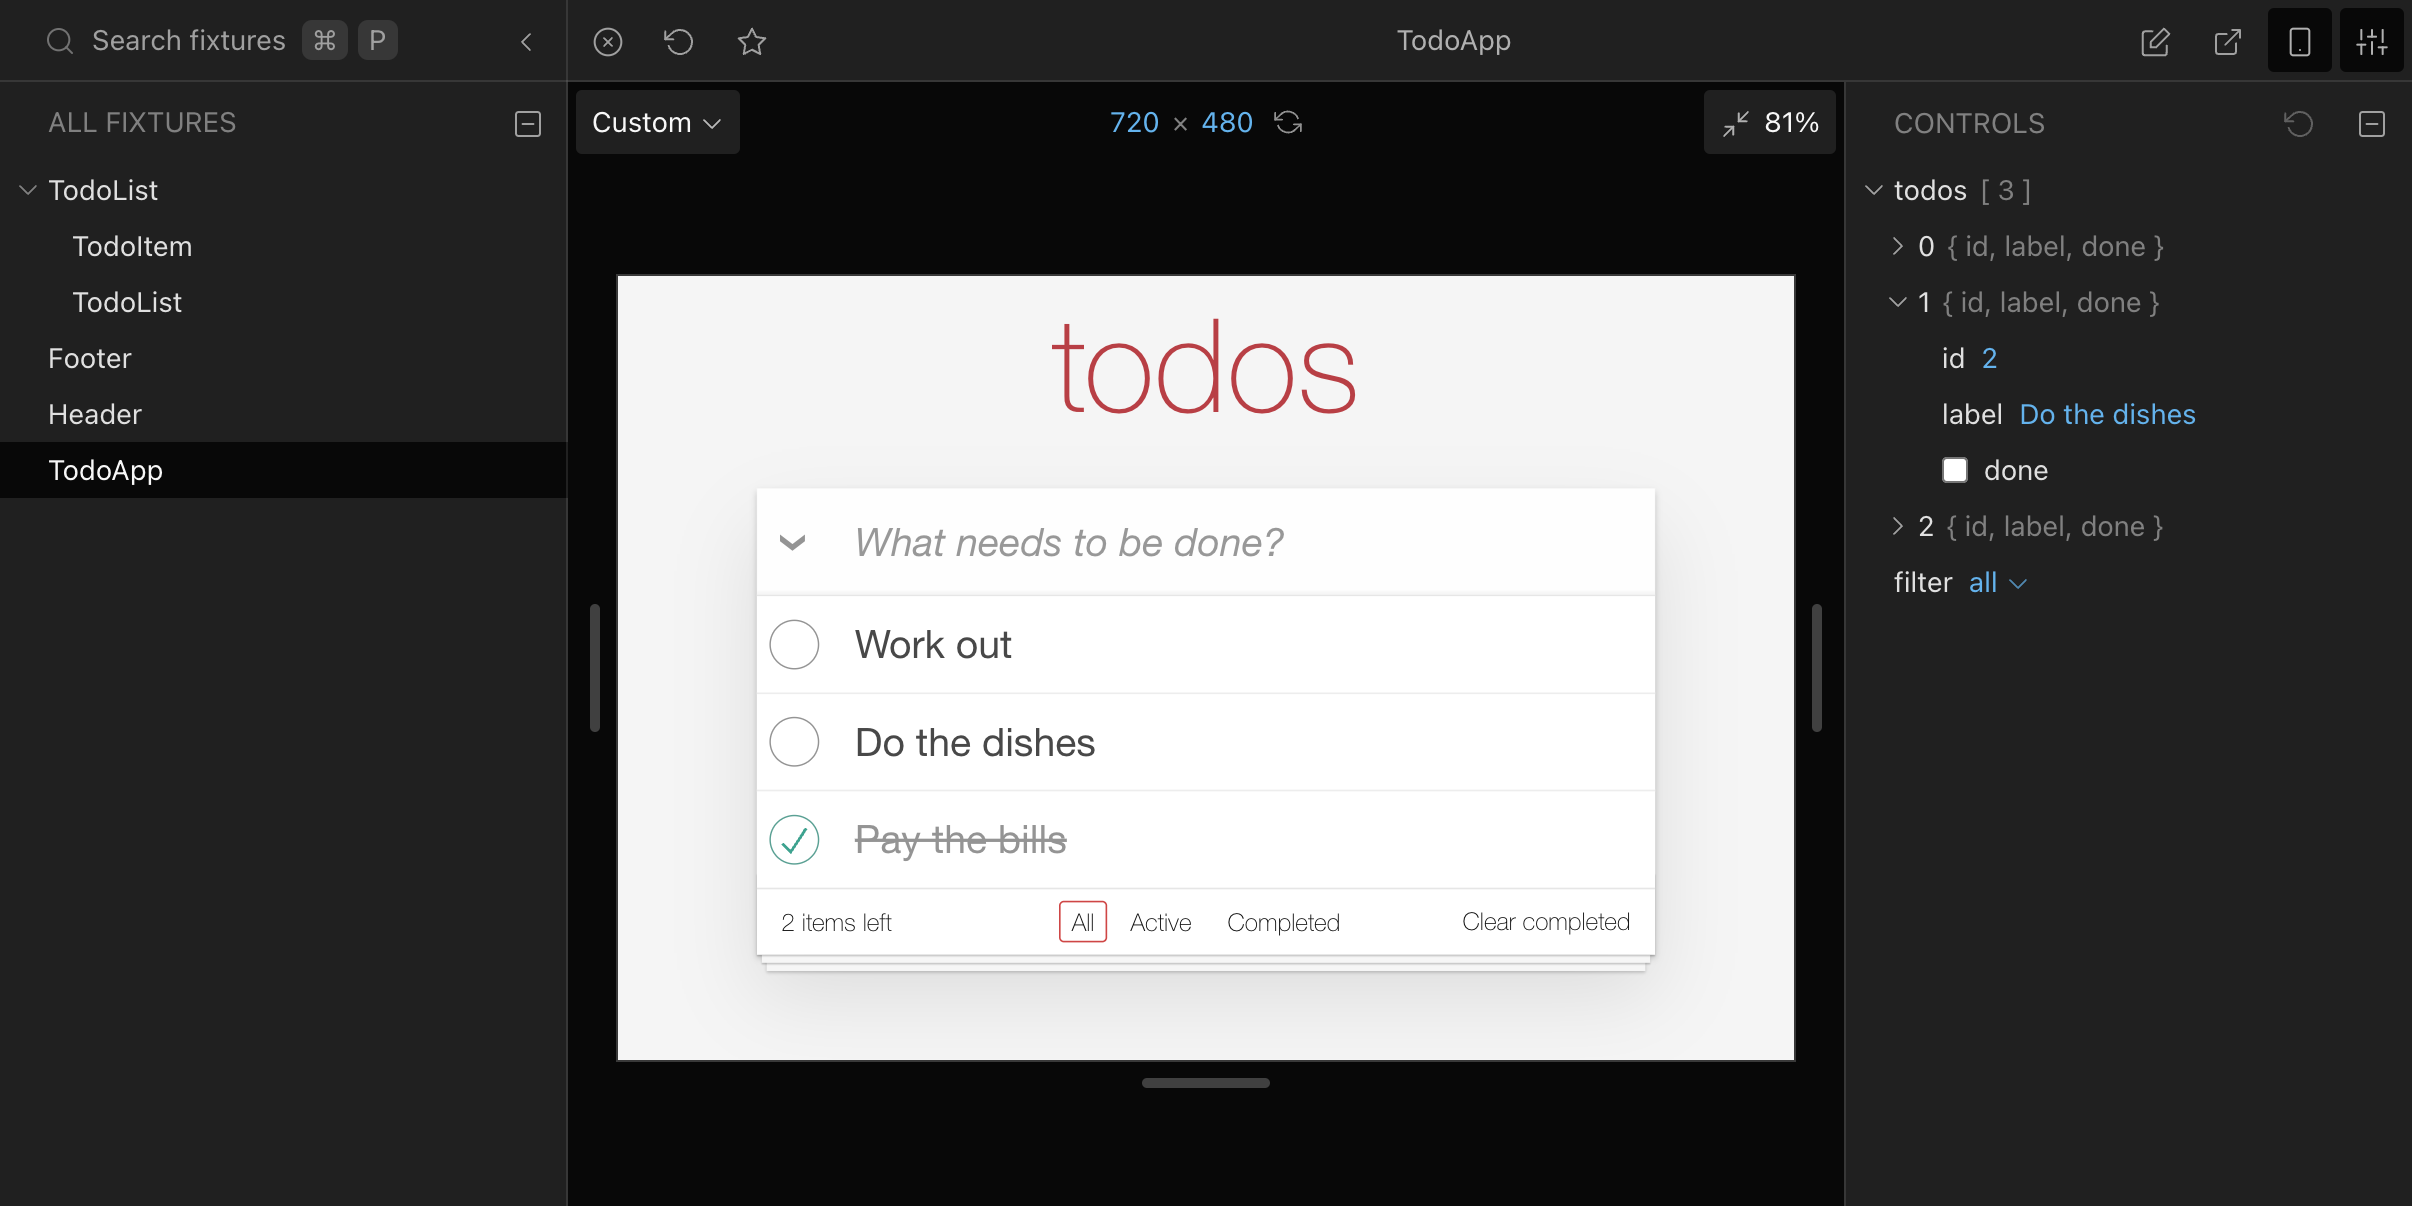 Search fixtures ⌘ P
TodoApp
ALL FIXTURES
TodoList
TodoItem
TodoList
Footer
Header
TodoApp
Custom
720 × 480
81%
todos
What needs to be done?
Work out
Do the dishes
Pay the bills
2 items left
All
Active
Completed
Clear completed
CONTROLS
todos [ 3 ]
0 { id, label, done }
1 { id, label, done }
id 2
label Do the dishes
done
2 { id, label, done }
filter all